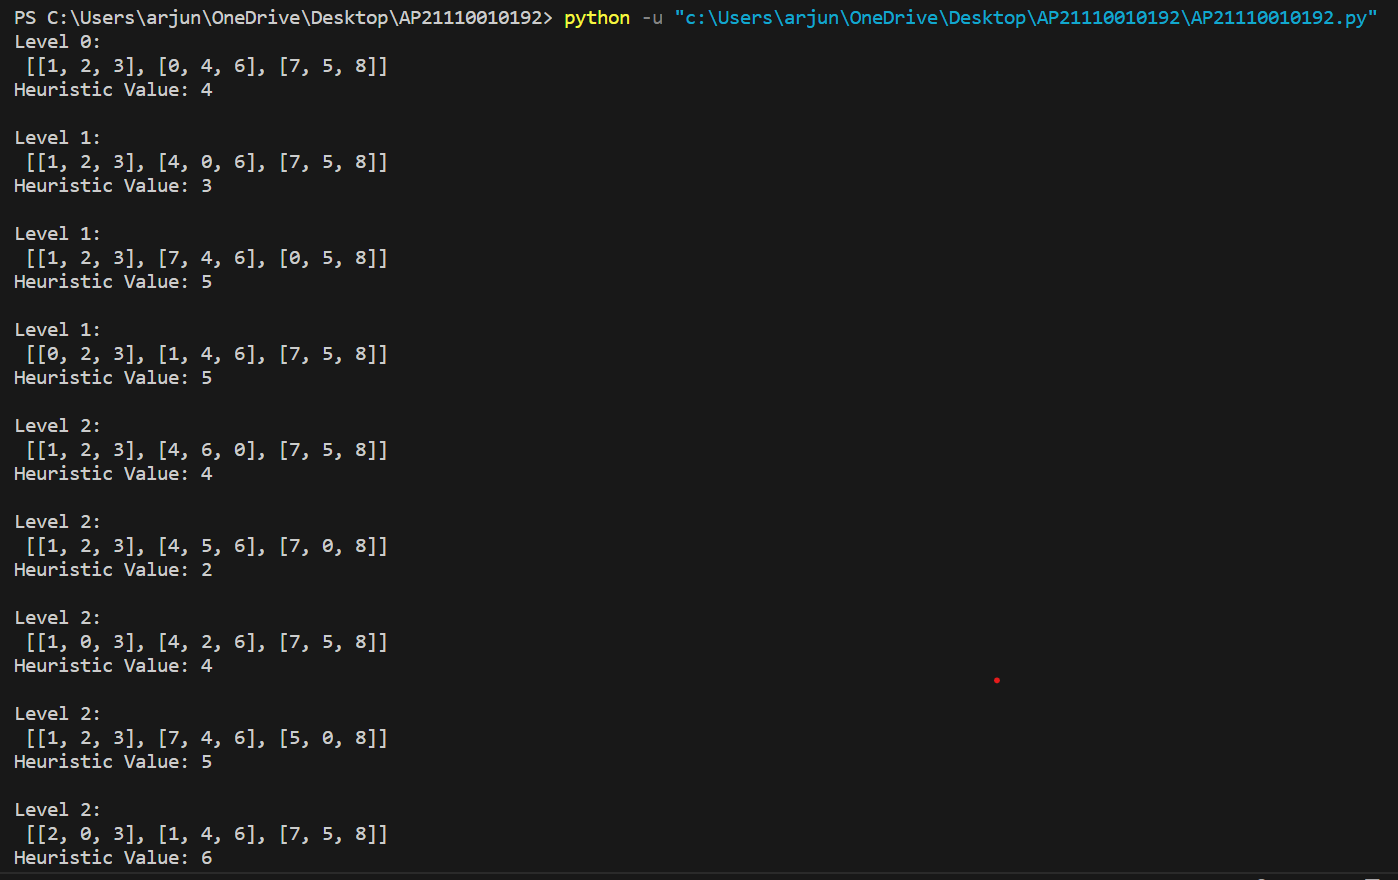 PS C:\Users\arjun\OneDrive\Desktop\AP21110010192> python -u "c:\Users\arjun\OneDrive\Desktop\AP21110010192\AP21110010192.py"
Level 0:
[[1, 2, 3], [0, 4, 6], [7, 5, 8]]
Heuristic Value: 4
Level 1:
[[1, 2, 3], [4, 0, 6], [7, 5, 8]]
Heuristic Value: 3
Level 1:
[[1, 2, 3], [7, 4, 6], [0, 5, 8]]
Heuristic Value: 5
Level 1:
[[0, 2, 3], [1, 4, 6], [7, 5, 8]]
Heuristic Value: 5
Level 2:
[[1, 2, 3], [4, 6, 0], [7, 5, 8]]
Heuristic Value: 4
Level 2:
[[1, 2, 3], [4, 5, 6], [7, 0, 8]]
Heuristic Value: 2
Level 2:
[[1, 0, 3], [4, 2, 6], [7, 5, 8]]
Heuristic Value: 4
Level 2:
[[1, 2, 3], [7, 4, 6], [5, 0, 8]]
Heuristic Value: 5
Level 2:
[[2, 0, 3], [1, 4, 6], [7, 5, 8]]
Heuristic Value: 6